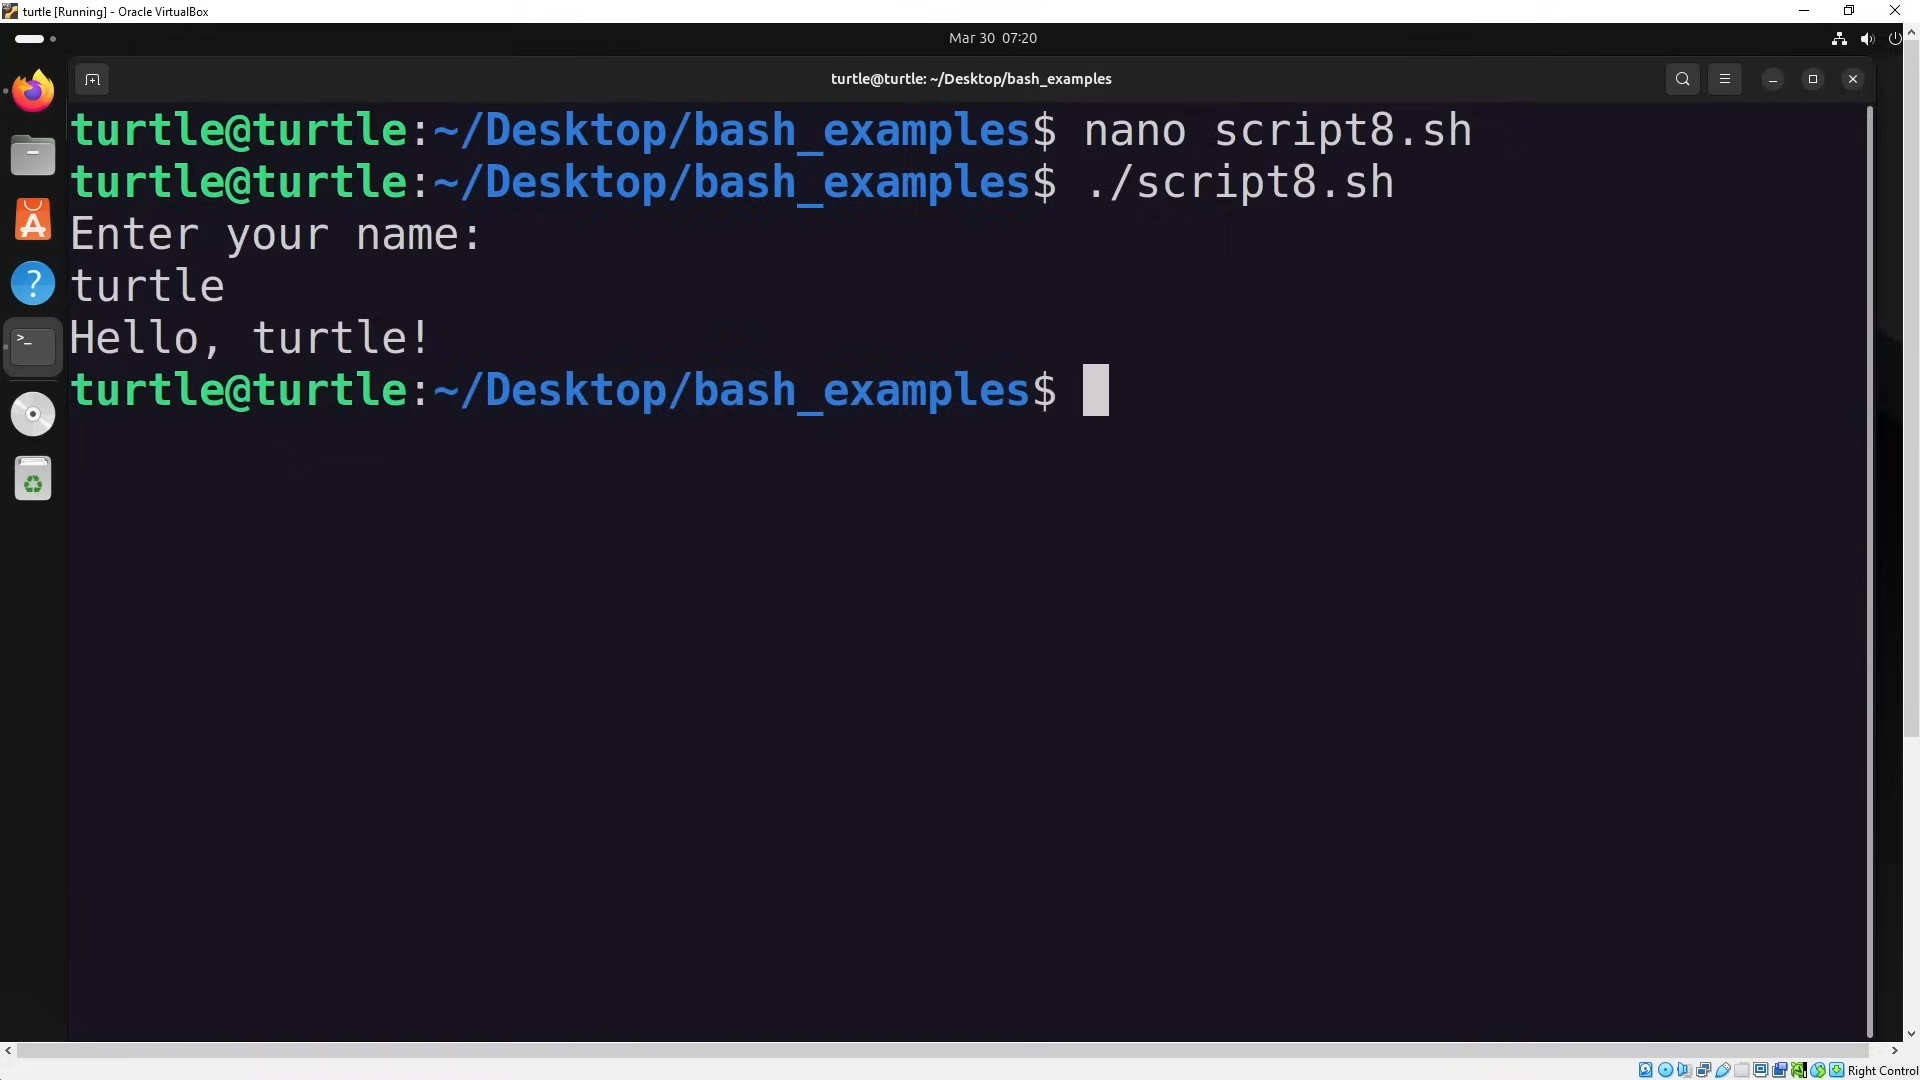 turtle [Running] - Oracle VirtualBox
Mar 30 07:20
turtle@turtle: ~/Desktop/bash_examples
turtle@turtle:~/Desktop/bash_examples$ nano script8.sh
turtle@turtle:~/Desktop/bash_examples$ ./script8.sh
Enter your name:
turtle
Hello, turtle!
turtle@turtle:~/Desktop/bash_examples$
Right Control